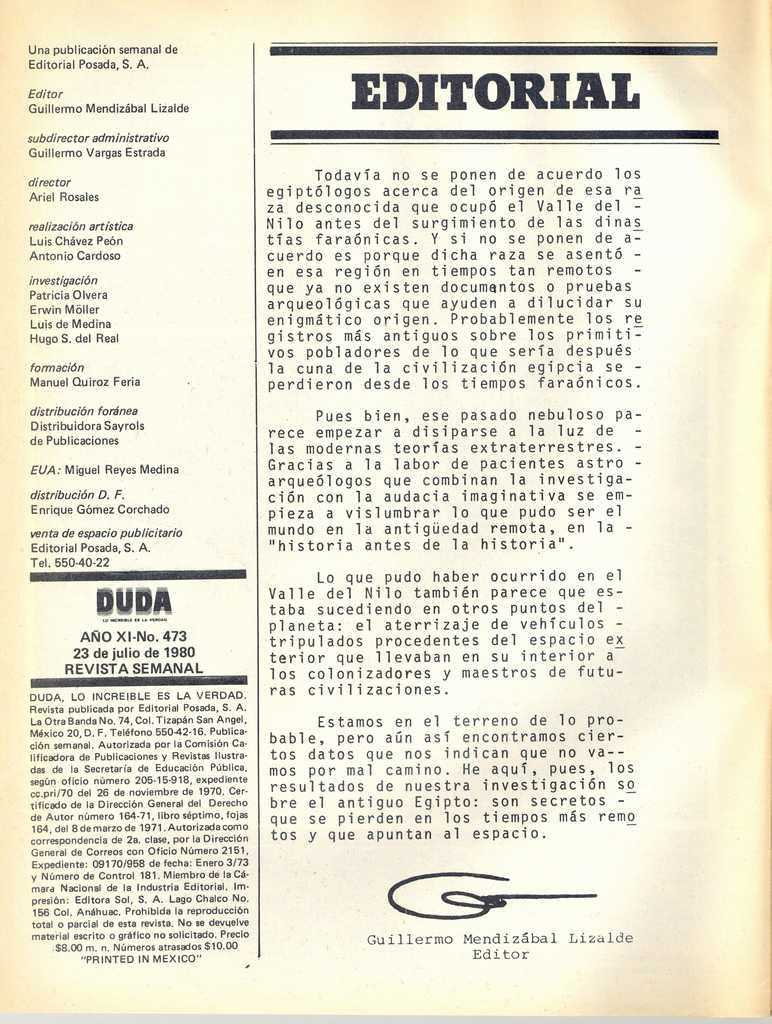 Una publicación semanal de
Editorial Posada, S. A.
Editor
Guillermo Mendizábal Lizalde
subdirector administrativo
Guillermo Vargas Estrada
director
Ariel Rosales
realización artística
Luis Chávez Peón
Antonio Cardoso
investigación
Patricia Olvera
Erwin Möller
Luis de Medina
Hugo S. del Real
formación
Manuel Quiroz Feria
distribución foránea
Distribuidora Sayrols
de Publicaciones
EUA: Miguel Reyes Medina
distribución D. F.
Enrique Gómez Corchado
venta de espacio publicitario
Editorial Posada, S. A.
Tel. 550-40-22
DUDA
LO INCREIBLE ES LA VERDAD
AÑO XI-No. 473
23 de julio de 1980
REVISTA SEMANAL
DUDA, LO INCREIBLE ES LA VERDAD.
Revista publicada por Editorial Posada, S. A.
La Otra Banda No. 74, Col. Tizapán San Angel,
México 20, D. F. Teléfono 550-42-16. Publica-
ción semanal. Autorizada por la Comisión Ca-
lificadora de Publicaciones y Revistas Ilustra-
das de la Secretaría de Educación Pública,
según oficio número 205-15-918, expediente
cc.pri/70 del 26 de noviembre de 1970. Cer-
tificado de la Dirección General del Derecho
de Autor número 164-71, libro séptimo, fojas
164, del 8 de marzo de 1971. Autorizada como
correspondencia de 2a. clase, por la Dirección
General de Correos con Oficio Número 2151,
Expediente: 09170/958 de fecha: Enero 3/73
y Número de Control 181. Miembro de la Cá-
mara Nacional de la Industria Editorial. Im-
presión: Editora Sol, S. A. Lago Chalco No.
156 Col. Anáhuac. Prohibida la reproducción
total o parcial de esta revista. No se devuelve
material escrito o gráfico no solicitado. Precio
$8.00 m. n. Números atrasados $10.00
"PRINTED IN MEXICO"
EDITORIAL
Todavía no se ponen de acuerdo los
egiptólogos acerca del origen de esa ra
za desconocida que ocupó el Valle del -
Nilo antes del surgimiento de las dinas
tías faraónicas. Y si no se ponen de a-
cuerdo es porque dicha raza se asentó -
en esa región en tiempos tan remotos -
que ya no existen documentos o pruebas
arqueológicas que ayuden a dilucidar su
enigmático origen. Probablemente los re
gistros más antiguos sobre los primiti-
vos pobladores de lo que sería después
la cuna de la civilización egipcia se -
perdieron desde los tiempos faraónicos.
Pues bien, ese pasado nebuloso pa-
rece empezar a disiparse a la luz de -
las modernas teorías extraterrestres. -
Gracias a la labor de pacientes astro -
arqueólogos que combinan la investiga-
ción con la audacia imaginativa se em-
pieza a vislumbrar lo que pudo ser el
mundo en la antigüedad remota, en la -
"historia antes de la historia".
Lo que pudo haber ocurrido en el
Valle del Nilo también parece que es-
taba sucediendo en otros puntos del -
planeta: el aterrizaje de vehículos -
tripulados procedentes del espacio ex
terior que llevaban en su interior a
los colonizadores y maestros de futu-
ras civilizaciones.
Estamos en el terreno de lo pro-
bable, pero aún así encontramos cier-
tos datos que nos indican que no va--
mos por mal camino. He aquí, pues, los
resultados de nuestra investigación so
bre el antiguo Egipto: son secretos -
que se pierden en los tiempos más remo
tos y que apuntan al espacio.
Guillermo Mendizábal Lizalde
Editor